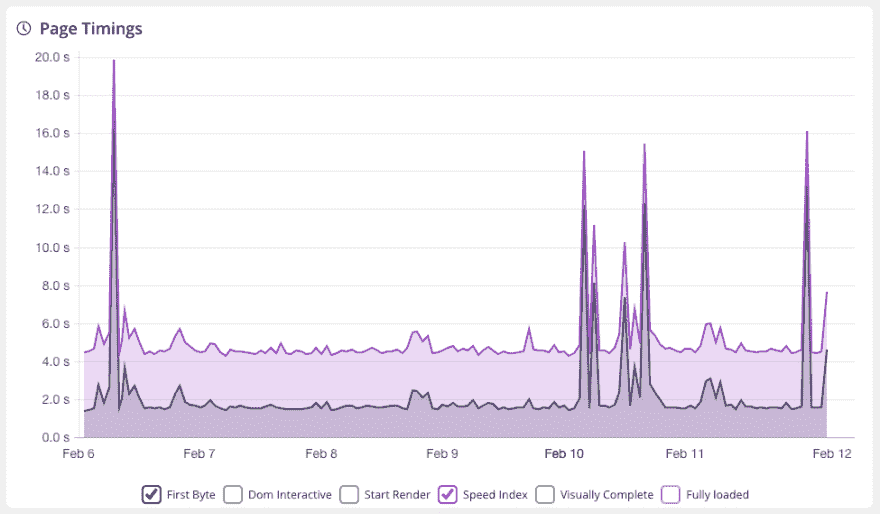 Page Timings
20.0 s
18.0 s
16.0 s
14.0 s
12.0 s
10.0 s
8.0 s
6.0 s
4.0 s
2.0 s
0.0 s
Feb 6 Feb 7 Feb 8 Feb 9 Feb 10 Feb 11 Feb 12
First Byte Dom Interactive Start Render Speed Index Visually Complete Fully loaded